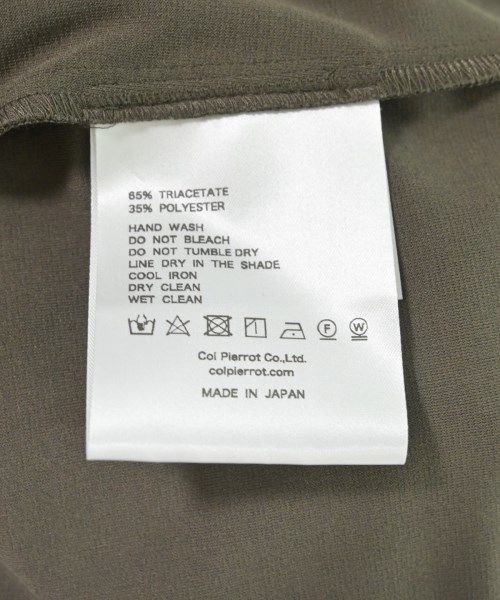 65% TRIACETATE
35% POLYESTER
HAND WASH
DO NOT BLEACH
DO NOT TUMBLE DRY
LINE DRY IN THE SHADE
COOL IRON
DRY CLEAN
WET CLEAN
F W
Col Pierrot Co.,Ltd.
colpierrot.com
MADE IN JAPAN